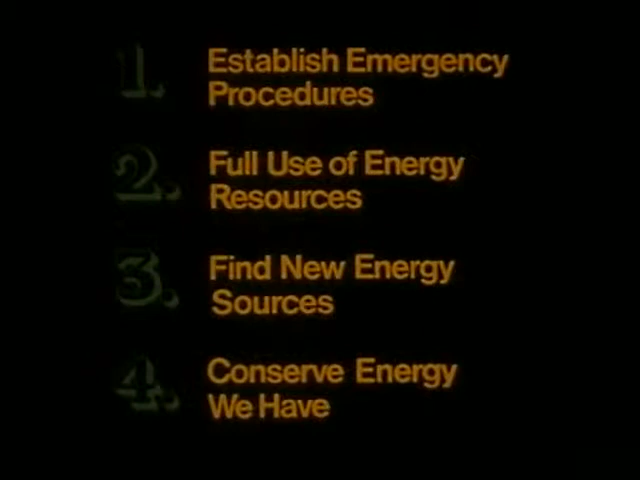 1. Establish Emergency
Procedures
2. Full Use of Energy
Resources
3. Find New Energy
Sources
4. Conserve Energy
We Have